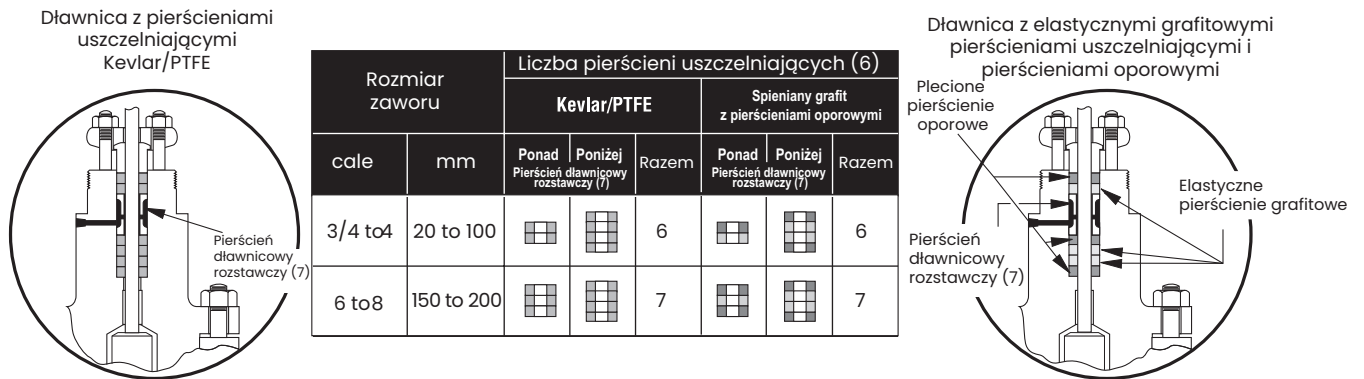 Dławnica z pierścieniami
uszczelniającymi
Kevlar/PTFE
Pierścień
dławnicowy
rozstawczy (7)
Rozmiar
zaworu
Liczba pierścieni uszczelniających (6)
Kevlar/PTFE
Spieniany grafit
z pierścieniami oporowymi
cale
mm
Ponad Poniżej
Pierścień dławnicowy
rozstawczy (7)
Razem
Ponad Poniżej
Pierścień dławnicowy
rozstawczy (7)
Razem
3/4 to4 20 to 100 6 6
6 to8 150 to 200 7 7
Dławnica z elastycznymi grafitowymi
pierścieniami uszczelniającymi i
pierścieniami oporowymi
Plecione
pierścienie
oporowe
Elastyczne
pierścienie grafitowe
Pierścień
dławnicowy
rozstawczy (7)